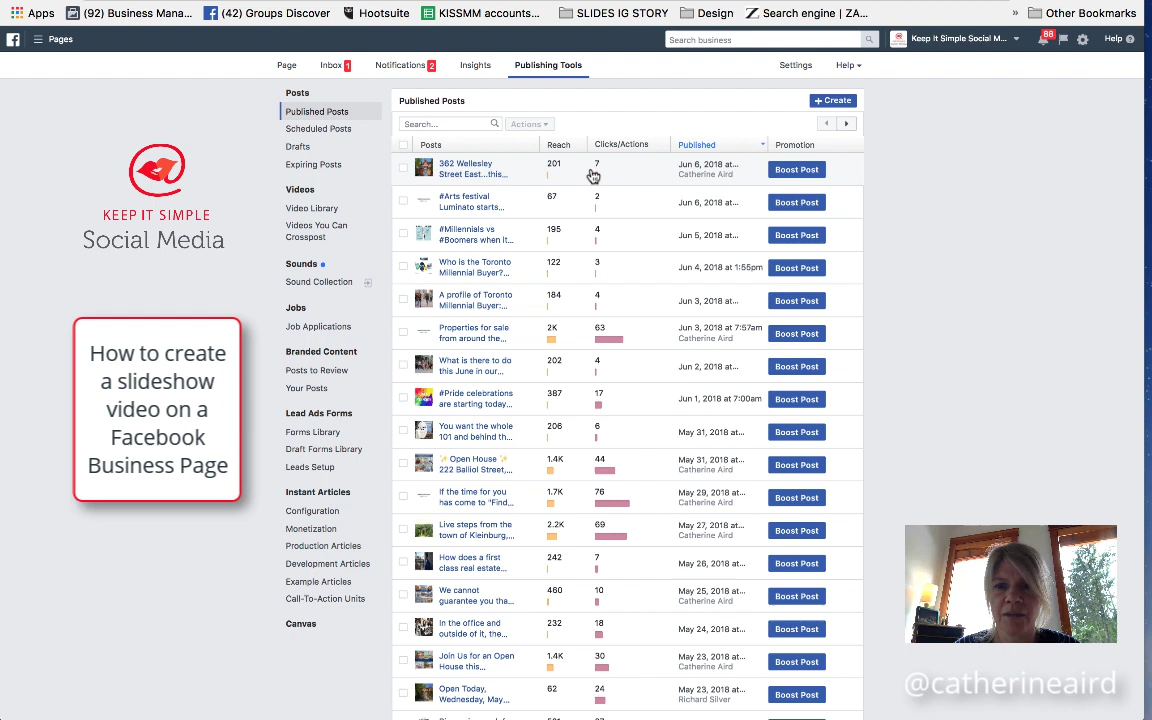 Apps
(92) Business Mana...
(42) Groups Discover
Hootsuite
KISSMM accounts...
SLIDES IG STORY
Design
Search engine | ZA...
»
Other Bookmarks
Pages
Search business
Keep It Simple Social M...
88
Help
Page
Inbox 1
Notifications 2
Insights
Publishing Tools
Settings
Help
Posts
Published Posts
Scheduled Posts
Drafts
Expiring Posts
Videos
Video Library
Videos You Can
Crosspost
Sounds
Sound Collection
Jobs
Job Applications
Branded Content
Posts to Review
Your Posts
Lead Ads Forms
Forms Library
Draft Forms Library
Leads Setup
Instant Articles
Configuration
Monetization
Production Articles
Development Articles
Example Articles
Call-To-Action Units
Canvas
KEEP IT SIMPLE
Social Media
How to create
a slideshow
video on a
Facebook
Business Page
Published Posts
+ Create
Search...
Actions
Posts Reach Clicks/Actions Published Promotion
362 Wellesley 201 7 Jun 6, 2018 at... Boost Post
Street East...this... Catherine Aird
#Arts festival 67 2 Jun 6, 2018 at... Boost Post
Luminato starts...
#Millennials vs 195 4 Jun 5, 2018 at... Boost Post
#Boomers when it...
Who is the Toronto 122 3 Jun 4, 2018 at 1:55pm Boost Post
Millennial Buyer?...
A profile of Toronto 184 4 Jun 3, 2018 at... Boost Post
Millennial Buyer:...
Properties for sale 2K 63 Jun 3, 2018 at 7:57am Boost Post
from around the... Catherine Aird
What is there to do 202 4 Jun 2, 2018 at... Boost Post
this June in our...
#Pride celebrations 387 17 Jun 1, 2018 at 7:00am Boost Post
are starting today...
You want the whole 206 6 May 31, 2018 at... Boost Post
101 and behind th...
✨Open House✨ 1.4K 44 May 31, 2018 at... Boost Post
222 Balliol Street,... Catherine Aird
If the time for you 1.7K 76 May 29, 2018 at... Boost Post
has come to "Find... Catherine Aird
Live steps from the 2.2K 69 May 27, 2018 at... Boost Post
town of Kleinburg,... Catherine Aird
How does a first 242 7 May 26, 2018 at... Boost Post
class real estate...
We cannot 460 10 May 25, 2018 at... Boost Post
guarantee you tha... Catherine Aird
In the office and 232 18 May 24, 2018 at... Boost Post
outside of it, the...
Join Us for an Open 1.4K 30 May 23, 2018 at... Boost Post
House this... Catherine Aird
Open Today, 62 24 May 23, 2018 at... Boost Post
Wednesday, May... Richard Silver
@catherineaird